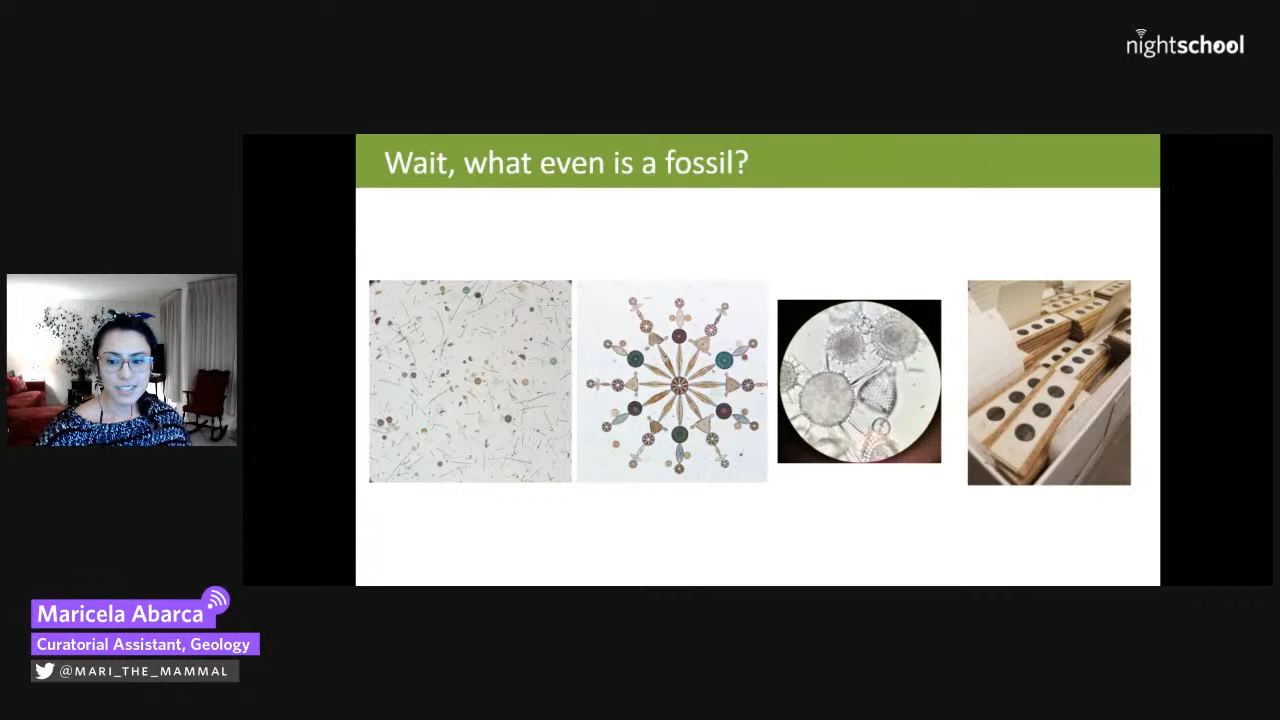 nightschool
Wait, what even is a fossil?
Maricela Abarca
Curatorial Assistant, Geology
@MARI_THE_MAMMAL